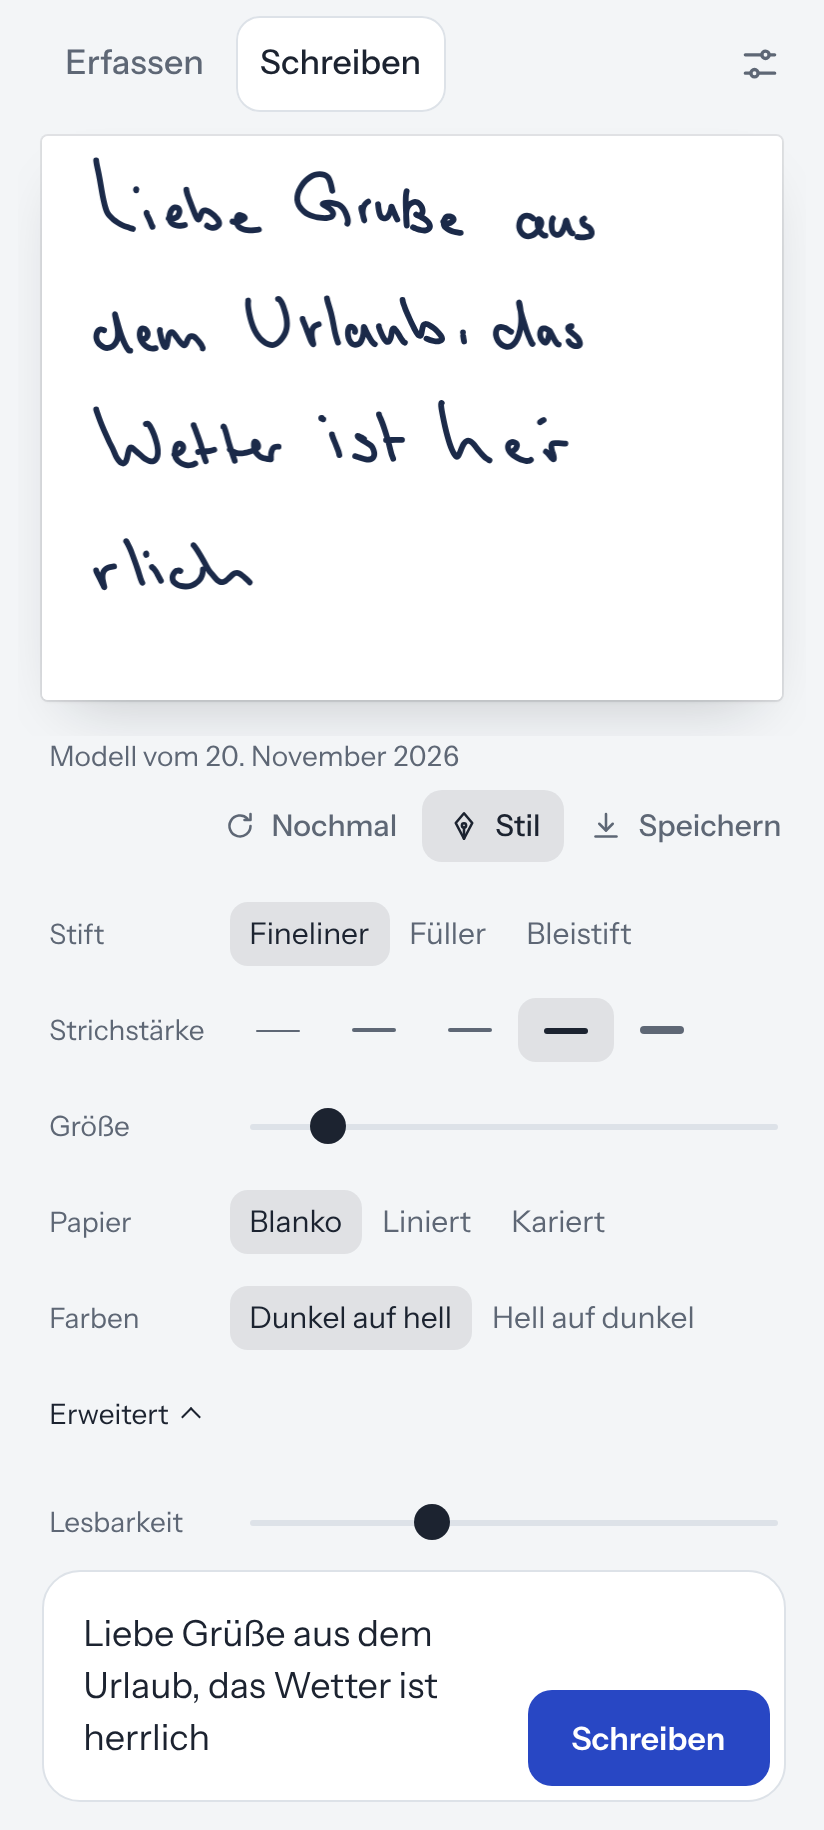 Erfassen Schreiben
Liebe Gruße aus
dem Urlaub, das
Wetter ist heir
rlich
Modell vom 20. November 2026
Nochmal Stil Speichern
Stift Fineliner Füller Bleistift
Strichstärke
Größe
Papier Blanko Liniert Kariert
Farben Dunkel auf hell Hell auf dunkel
Erweitert
Lesbarkeit
Liebe Grüße aus dem
Urlaub, das Wetter ist
herrlich
Schreiben